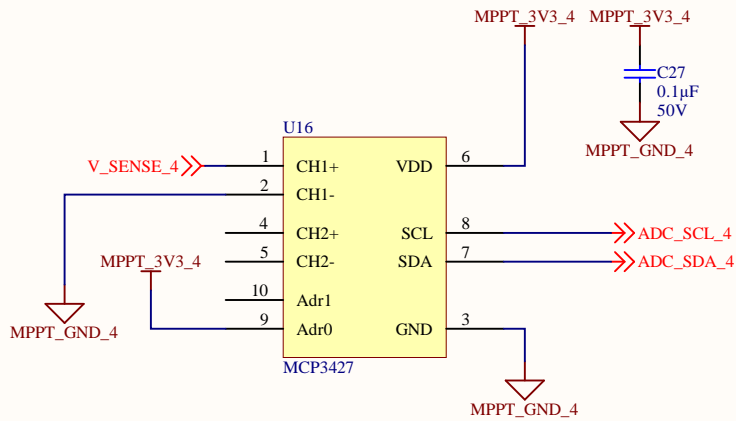 MPPT_3V3_4
MPPT_3V3_4
C27
0.1µF
50V
MPPT_GND_4
U16
V_SENSE_4
1
CH1+
VDD
6
2
CH1-
4
CH2+
SCL
8
ADC_SCL_4
5
CH2-
SDA
7
ADC_SDA_4
MPPT_3V3_4
10
Adr1
9
Adr0
GND
3
MPPT_GND_4
MCP3427
MPPT_GND_4